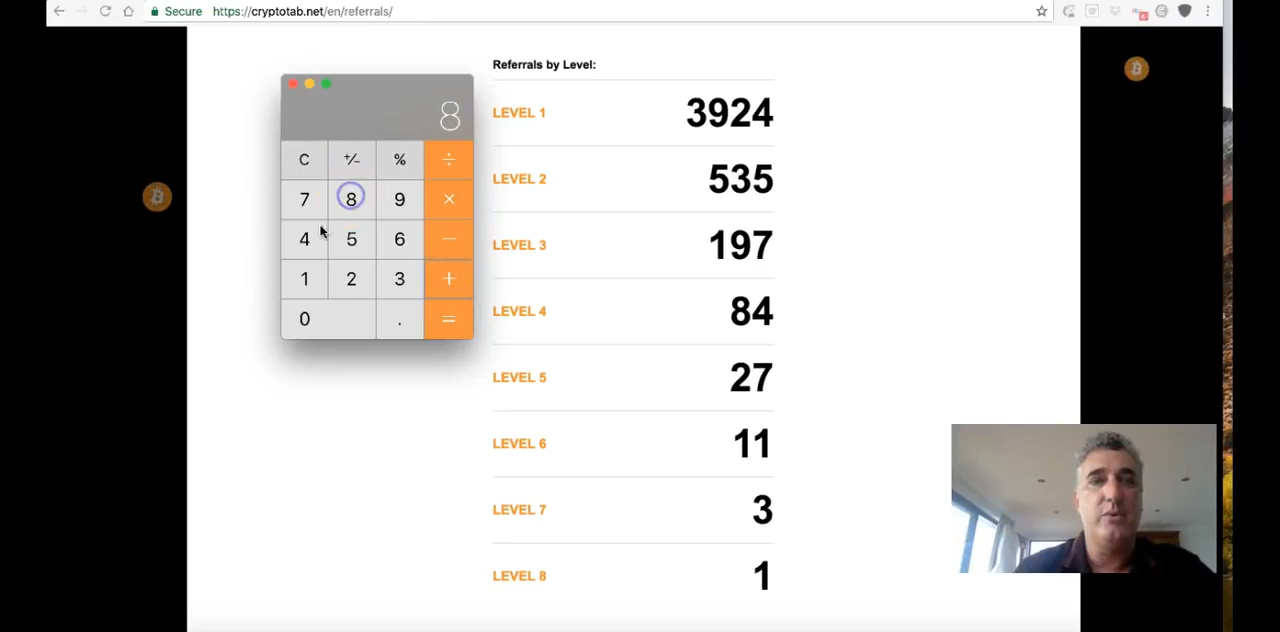 Secure https://cryptotab.net/en/referrals/
Referrals by Level:
8
C +/- % ÷
7 8 9 ×
4 5 6 −
1 2 3 +
0 . =
LEVEL 1 3924
LEVEL 2 535
LEVEL 3 197
LEVEL 4 84
LEVEL 5 27
LEVEL 6 11
LEVEL 7 3
LEVEL 8 1